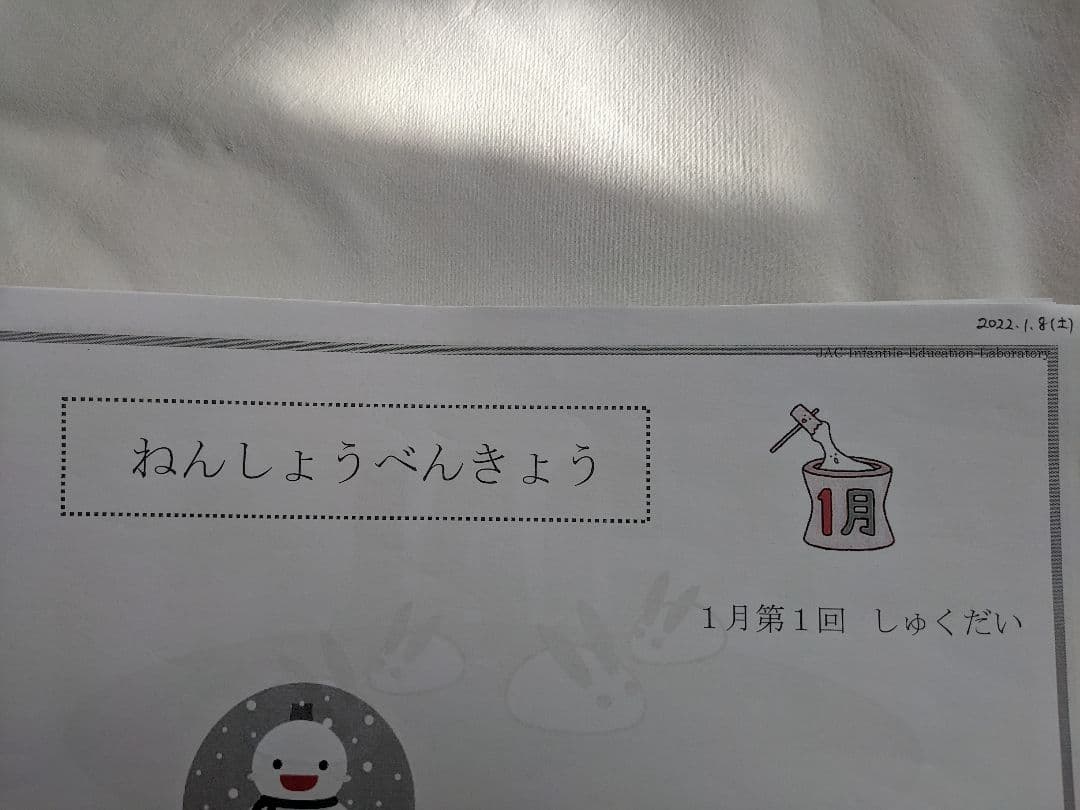 2022.1.8(土)
JAC Infantile Education Laboratory
ねんしょうべんきょう
1月
１月第１回 しゅくだい